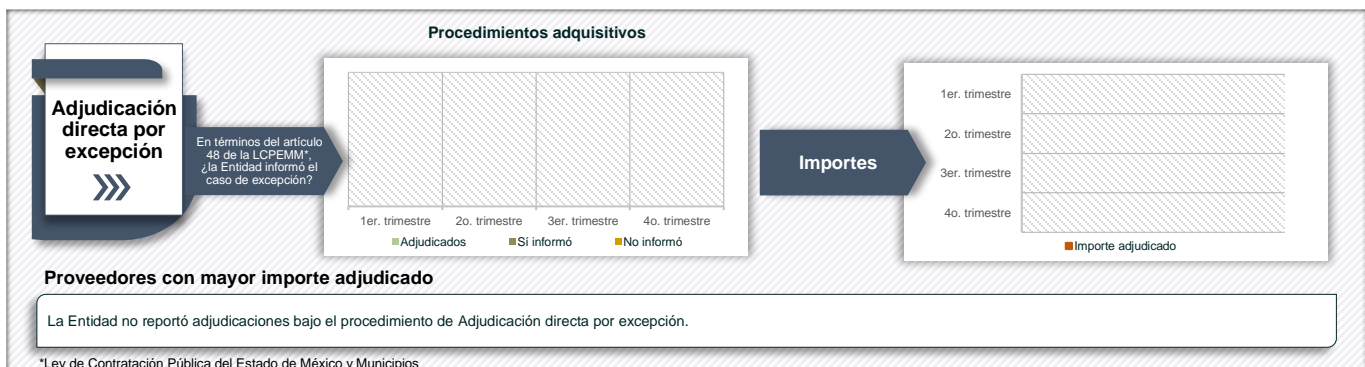 Procedimientos adquisitivos
Adjudicación
directa por
excepción
En términos del artículo
48 de la LCPEMM*,
¿la Entidad informó el
caso de excepción?
1er. trimestre 2o. trimestre 3er. trimestre 4o. trimestre
Adjudicados Sí informó No informó
Importes
1er. trimestre
2o. trimestre
3er. trimestre
4o. trimestre
Importe adjudicado
Proveedores con mayor importe adjudicado
La Entidad no reportó adjudicaciones bajo el procedimiento de Adjudicación directa por excepción.
*Ley de Contratación Pública del Estado de México y Municipios